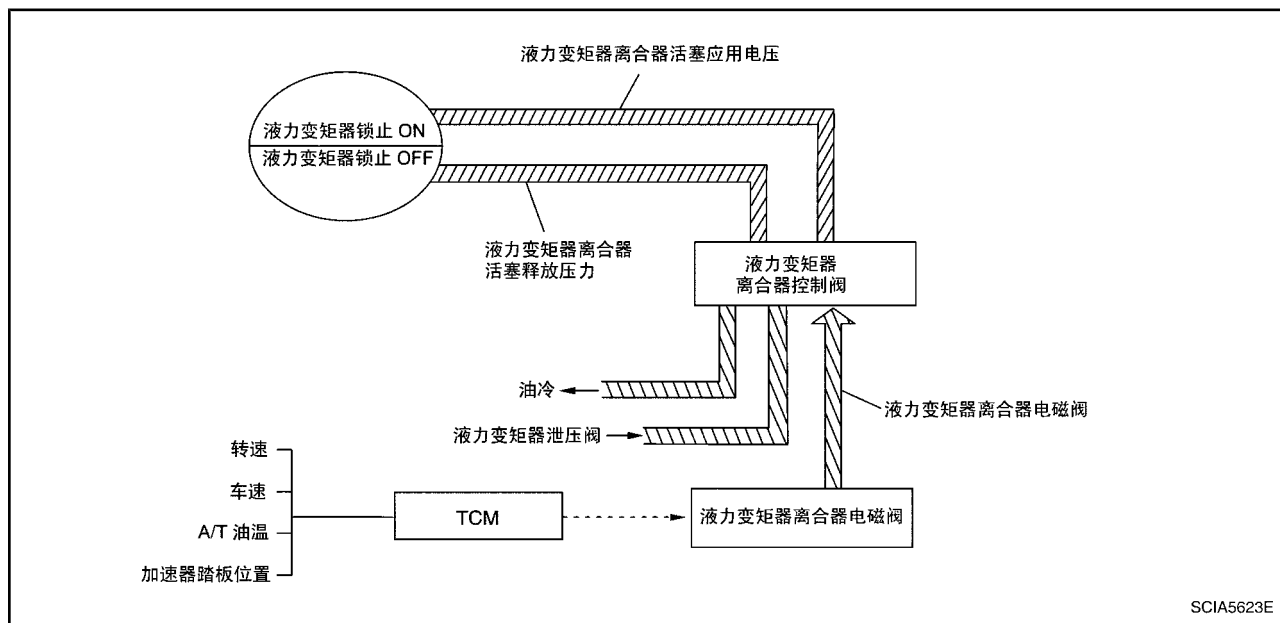 液力变矩器离合器活塞应用电压
液力变矩器锁止 ON
液力变矩器锁止 OFF
液力变矩器离合器
活塞释放压力
液力变矩器
离合器控制阀
油冷
液力变矩器离合器电磁阀
液力变矩器泄压阀
转速
车速
TCM
液力变矩器离合器电磁阀
A/T 油温
加速器踏板位置
SCIA5623E